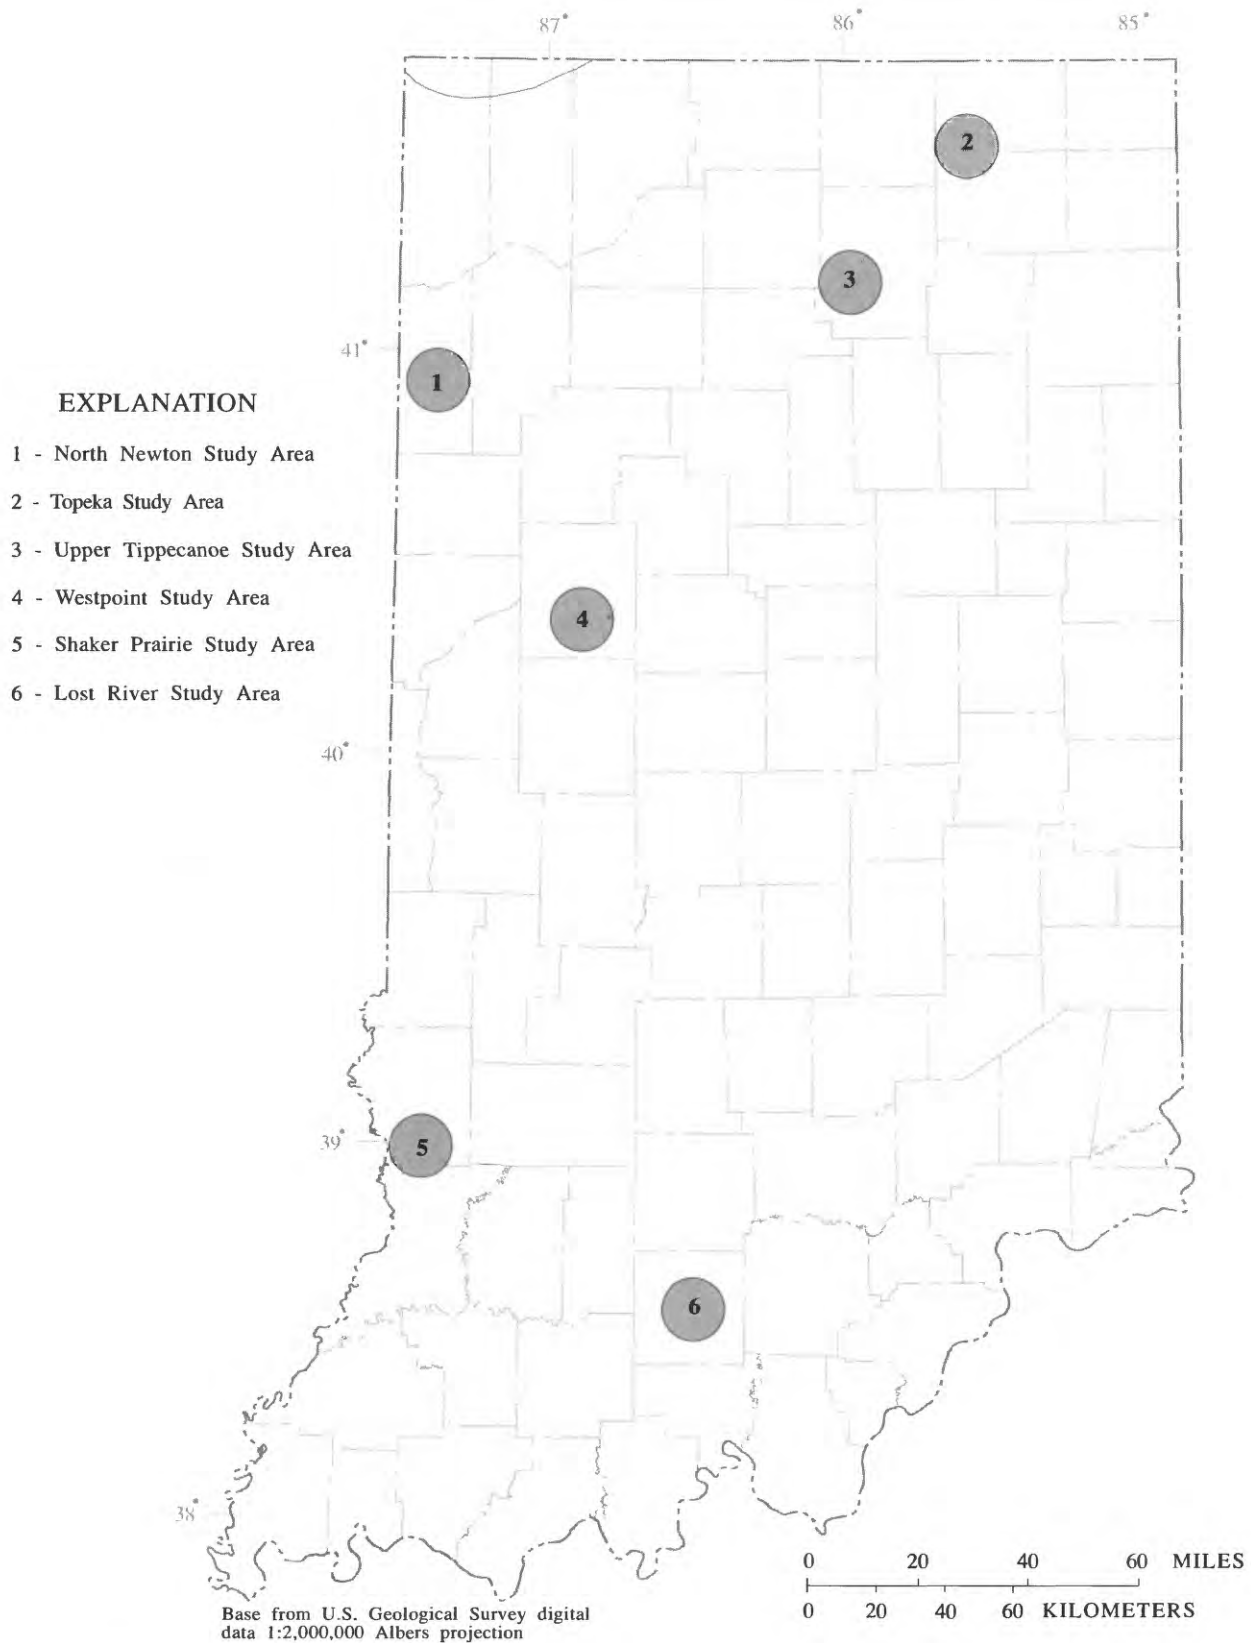 87°
86°
85°
2
3
41°
1
EXPLANATION
1 - North Newton Study Area
2 - Topeka Study Area
3 - Upper Tippecanoe Study Area
4 - Westpoint Study Area
5 - Shaker Prairie Study Area
6 - Lost River Study Area
4
40°
39°
5
6
38°
0 20 40 60 MILES
0 20 40 60 KILOMETERS
Base from U.S. Geological Survey digital
data 1:2,000,000 Albers projection